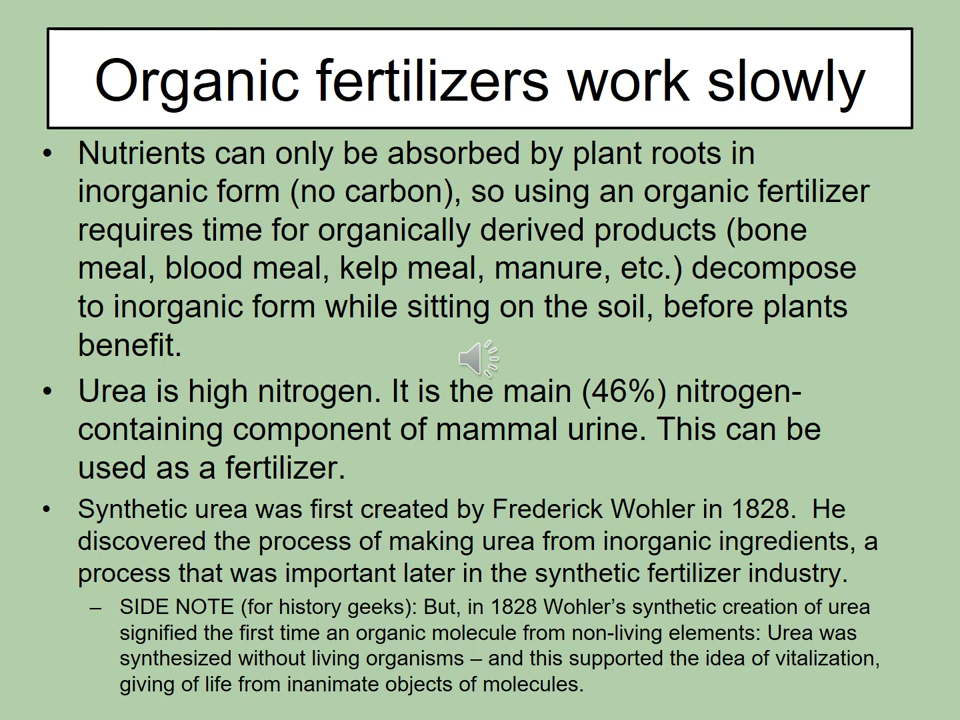 Organic fertilizers work slowly
• Nutrients can only be absorbed by plant roots in
inorganic form (no carbon), so using an organic fertilizer
requires time for organically derived products (bone
meal, blood meal, kelp meal, manure, etc.) decompose
to inorganic form while sitting on the soil, before plants
benefit.
• Urea is high nitrogen. It is the main (46%) nitrogen-
containing component of mammal urine. This can be
used as a fertilizer.
• Synthetic urea was first created by Frederick Wohler in 1828.  He
discovered the process of making urea from inorganic ingredients, a
process that was important later in the synthetic fertilizer industry.
– SIDE NOTE (for history geeks): But, in 1828 Wohler’s synthetic creation of urea
signified the first time an organic molecule from non-living elements: Urea was
synthesized without living organisms – and this supported the idea of vitalization,
giving of life from inanimate objects of molecules.